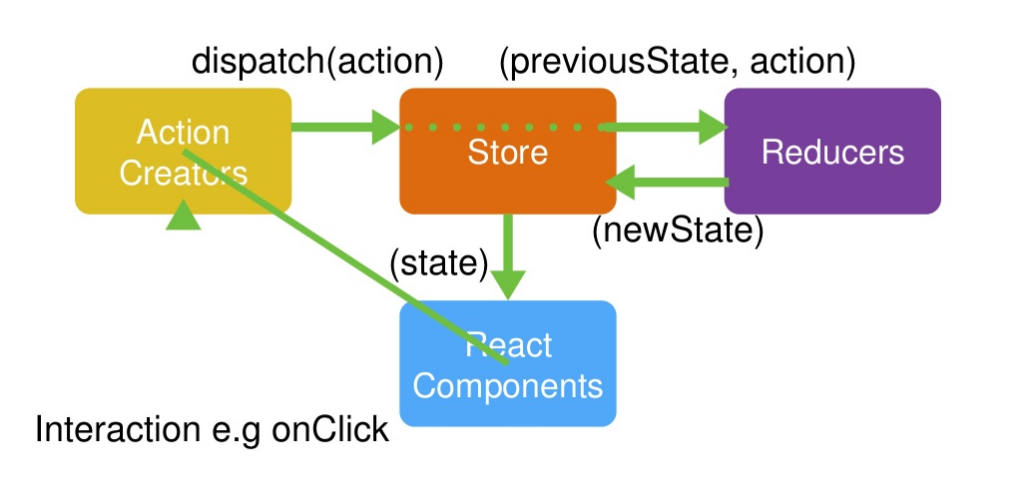 dispatch(action)
(previousState, action)
Action
Creators
Store
Reducers
(newState)
(state)
React
Components
Interaction e.g onClick